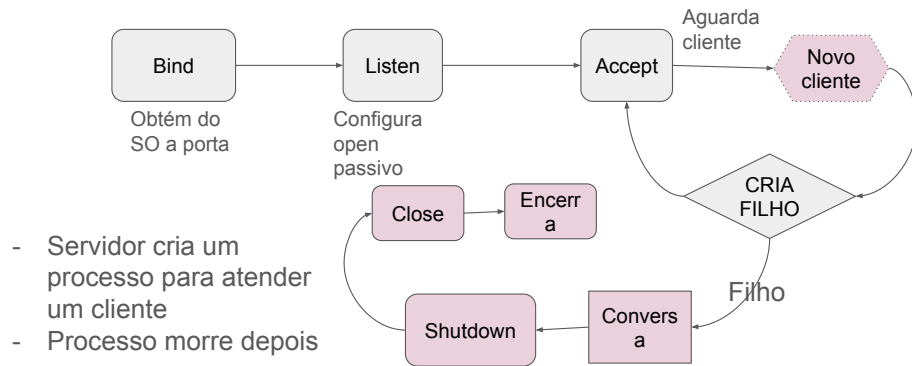 Aguarda
cliente
Bind
Listen
Accept
Novo
cliente
Obtém do
SO a porta
Configura
open
passivo
CRIA
FILHO
Close
Encerr
a
- Servidor cria um
processo para atender
um cliente
- Processo morre depois
Filho
Shutdown
Convers
a